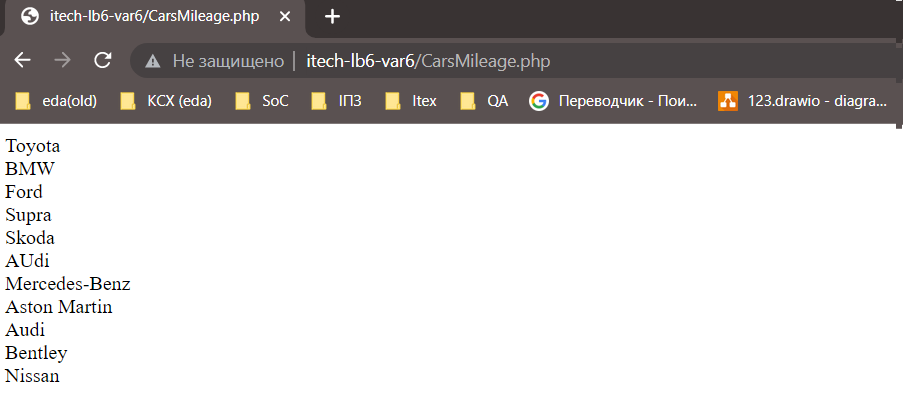 itech-lb6-var6/CarsMileage.php
Не защищено itech-lb6-var6/CarsMileage.php
eda(old) КСХ (eda) SoC ІПЗ Itex QA Переводчик - Пои... 123.drawio - diagra...
Toyota
BMW
Ford
Supra
Skoda
AUdi
Mercedes-Benz
Aston Martin
Audi
Bentley
Nissan